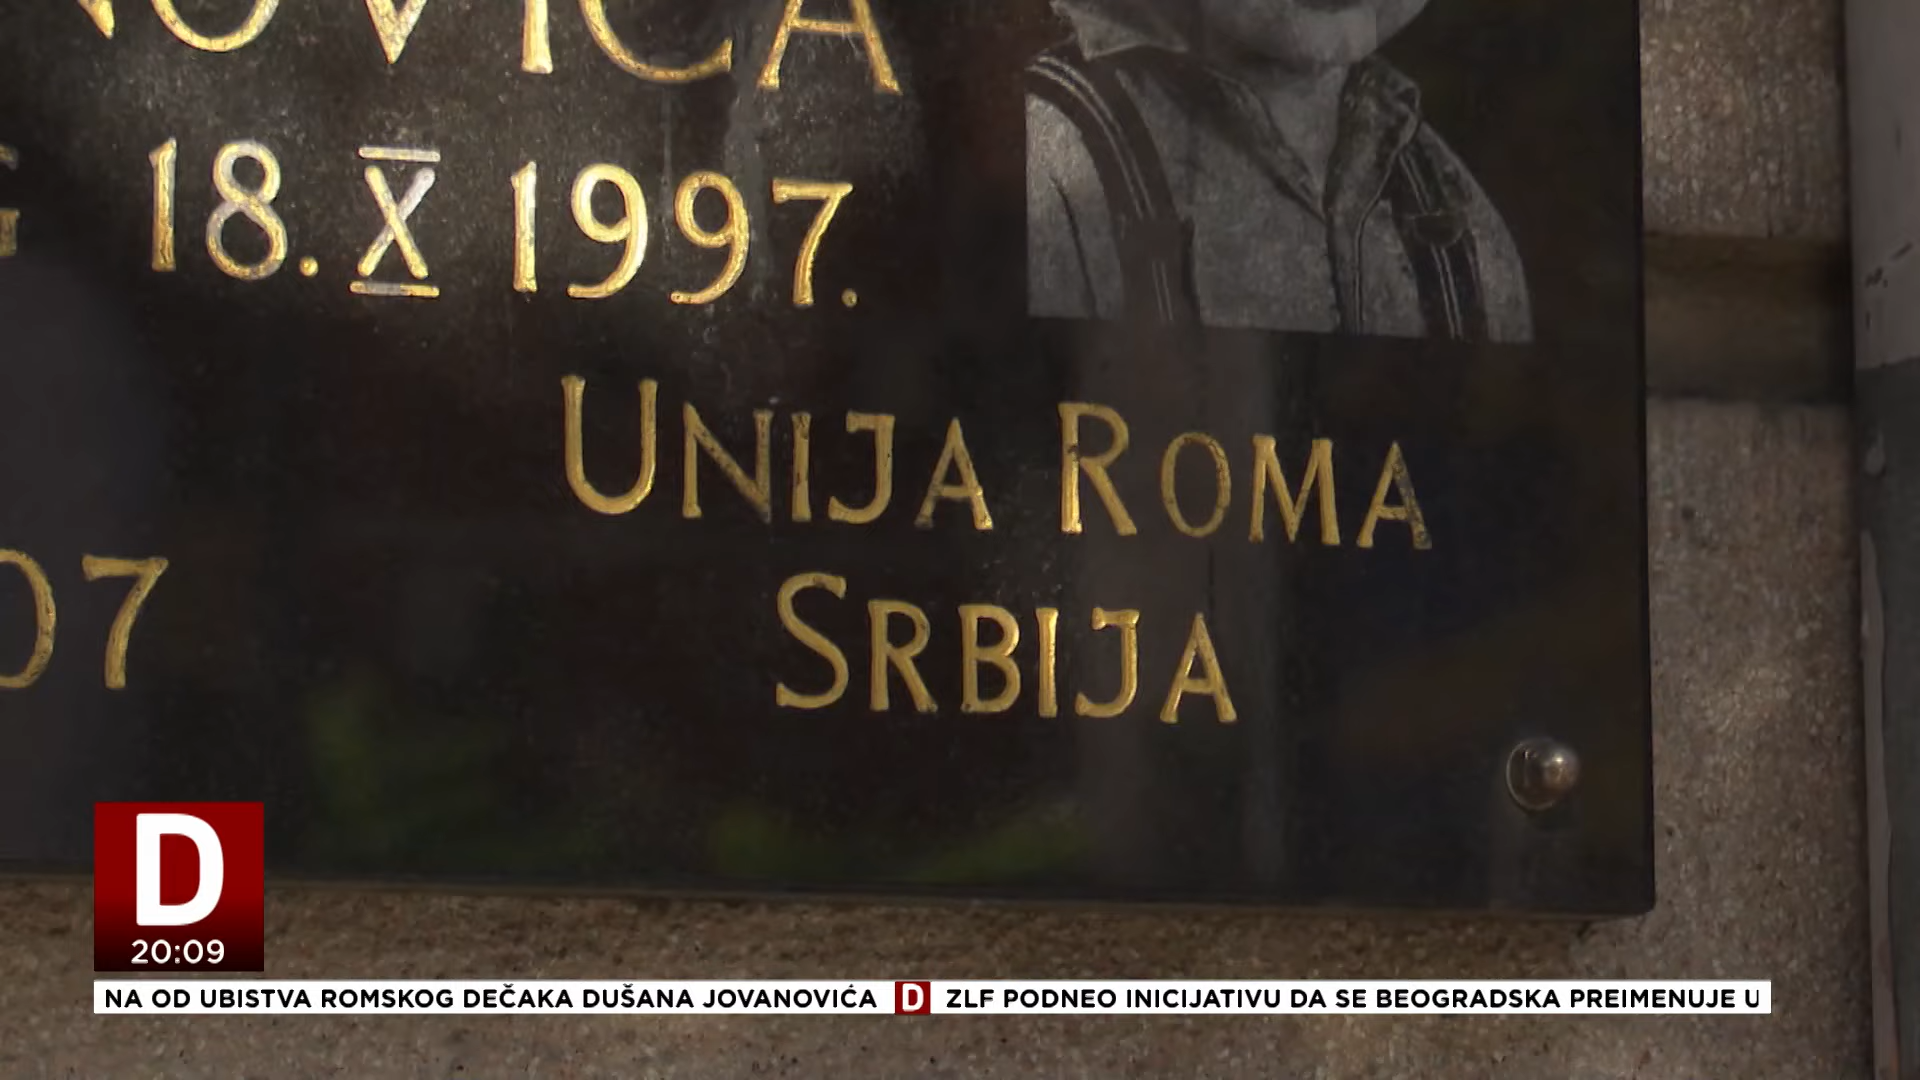 NOVIĆA
18. X 1997.
UNIJA ROMA
07
SRBIJA
D
20:09
NA OD UBISTVA ROMSKOG DEČAKA DUŠANA JOVANOVIĆA D ZLF PODNEO INICIJATIVU DA SE BEOGRADSKA PREIMENUJE U